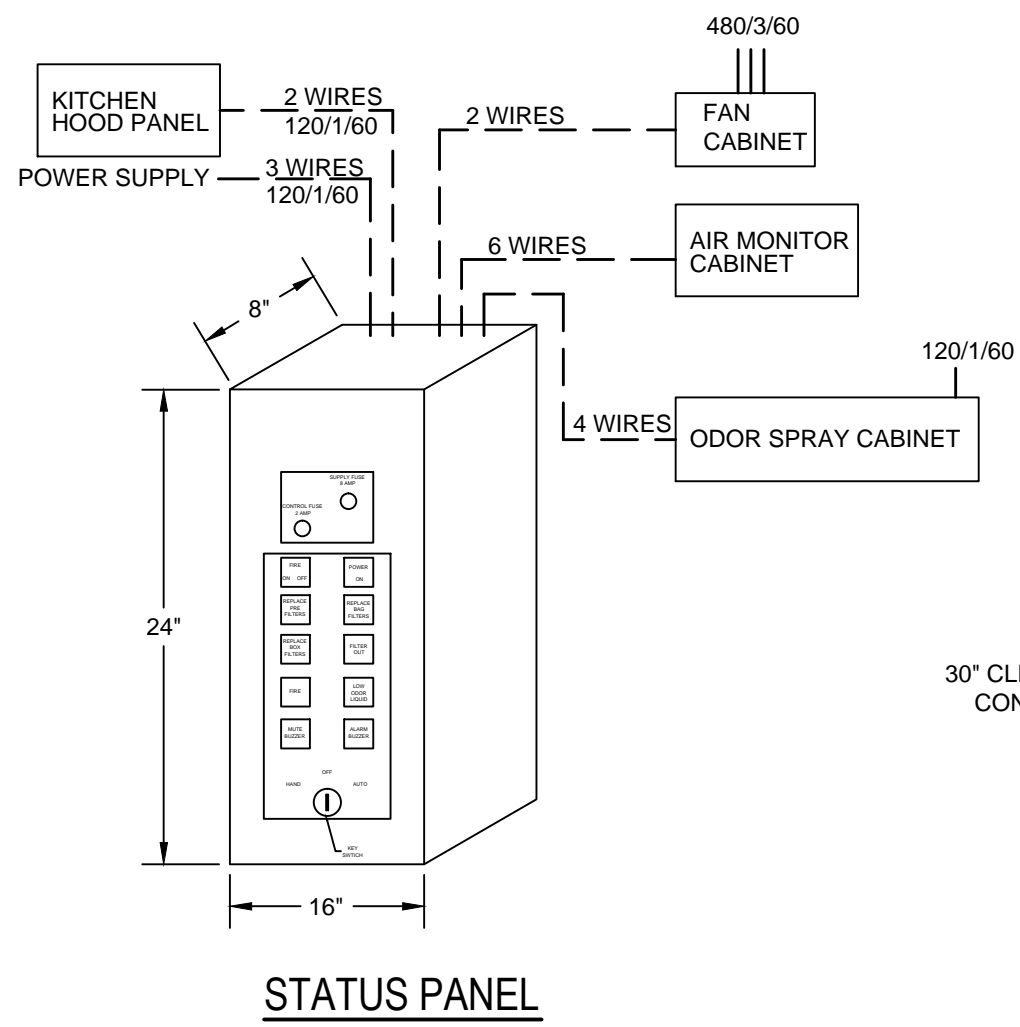 480/3/60
KITCHEN
HOOD PANEL
2 WIRES
120/1/60
2 WIRES
FAN
CABINET
POWER SUPPLY
3 WIRES
120/1/60
6 WIRES
AIR MONITOR
CABINET
8"
120/1/60
4 WIRES
ODOR SPRAY CABINET
SUPPLY FUSE
8 AMP
CONTROL FUSE
2 AMP
FIRE
ON OFF
POWER
ON
REPLACE
PRE
FILTERS
REPLACE
BAG
FILTERS
24"
REPLACE
BOX
FILTERS
FILTER
OUT
FIRE
LOW
ODOR
LIQUID
30" CL
CON
MUTE
BUZZER
ALARM
BUZZER
OFF
HAND
AUTO
KEY
SWTICH
16"
STATUS PANEL